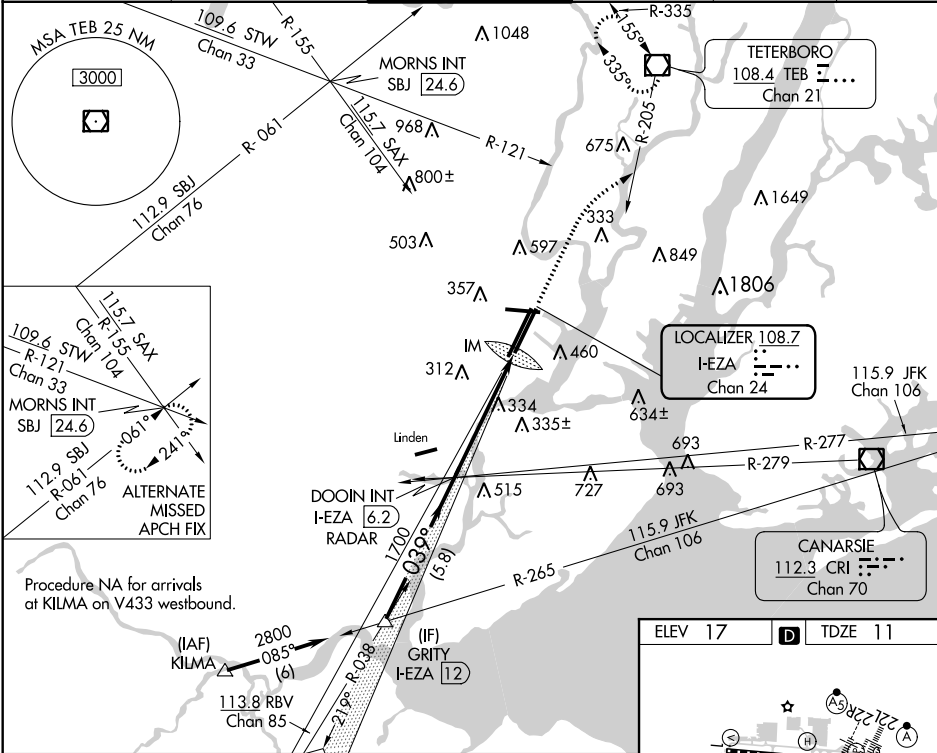 MSA TEB 25 NM
3000
109.6 STW
Chan 33
R-155
1048
MORNS INT
SBJ 24.6
R-335
155°
335°
TETERBORO
108.4 TEB
Chan 21
R-205
R-061
115.7 SAX
Chan 104
968
R-121
800±
675
112.9 SBJ
Chan 76
503
597
333
1649
849
357
1806
115.7 SAX
R-155
Chan 104
109.6 STW
R-121
Chan 33
MORNS INT
SBJ 24.6
061°
241°
112.9 SBJ
R-061
Chan 76
ALTERNATE
MISSED
APCH FIX
IM
460
312
LOCALIZER 108.7
I-EZA
Chan 24
334
335±
634±
115.9 JFK
Chan 106
Linden
693
R-277
R-279
DOOIN INT
I-EZA 6.2
RADAR
515
727
693
1700
039°
(5.8)
115.9 JFK
Chan 106
R-265
CANARSIE
112.3 CRI
Chan 70
Procedure NA for arrivals
at KILMA on V433 westbound.
(IAF)
KILMA
2800
085°
(6)
(IF)
GRITY
I-EZA 12
113.8 RBV
Chan 85
219°
R-038
ELEV 17
D
TDZE 11
A5
22R
22L
A
V
H